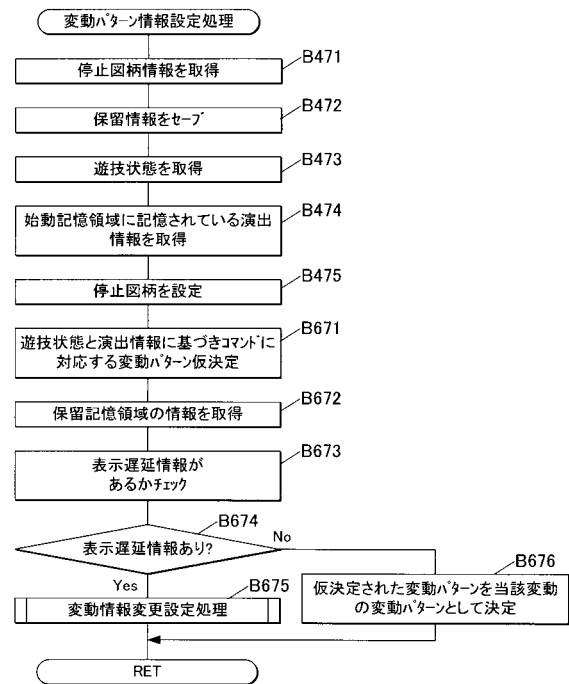 変動パターン情報設定処理
B471
停止図柄情報を取得
B472
保留情報をセーブ
B473
遊技状態を取得
B474
始動記憶領域に記憶されている演出
情報を取得
B475
停止図柄を設定
B671
遊技状態と演出情報に基づきコマンドに
対応する変動パターン仮決定
B672
保留記憶領域の情報を取得
B673
表示遅延情報が
あるかチェック
B674
表示遅延情報あり?
No
Yes
B675
変動情報変更設定処理
B676
仮決定された変動パターンを当該変動
の変動パターンとして決定
RET